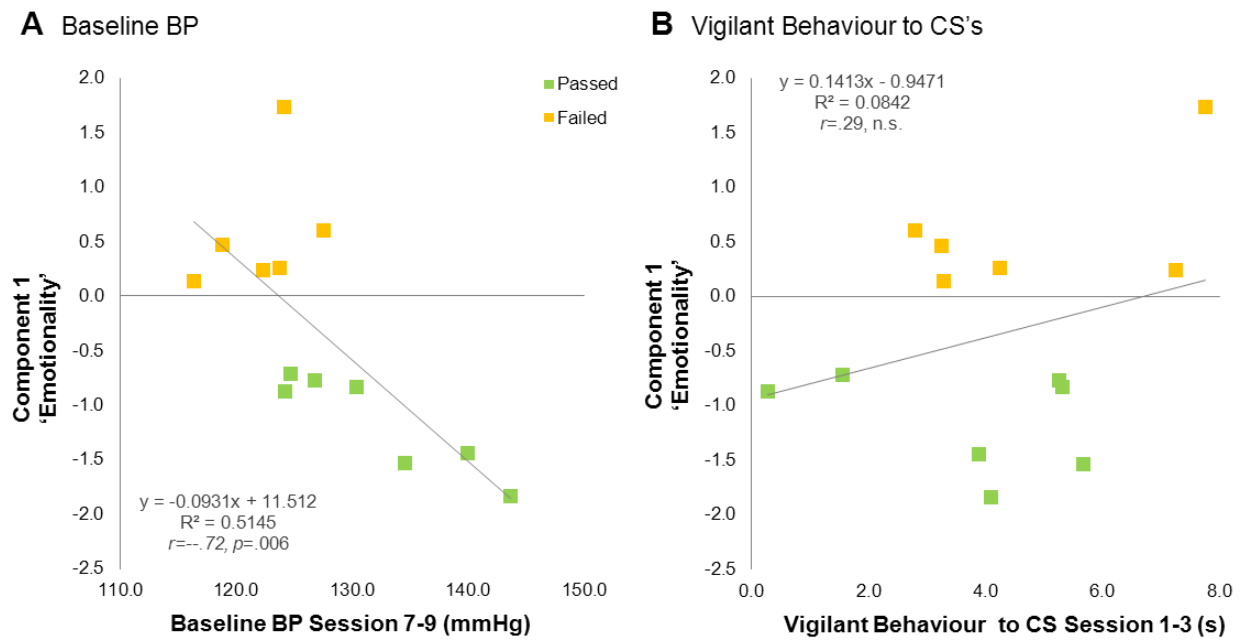 A Baseline BP
2.0
1.5
1.0
0.5
0.0
-0.5
-1.0
-1.5
-2.0
-2.5
Component 1
‘Emotionality’
Passed
Failed
y = -0.0931x + 11.512
R² = 0.5145
r=--.72, p=.006
110.0 120.0 130.0 140.0 150.0
Baseline BP Session 7-9 (mmHg)
B Vigilant Behaviour to CS’s
2.0
1.5
1.0
0.5
0.0
-0.5
-1.0
-1.5
-2.0
-2.5
Component 1
‘Emotionality’
y = 0.1413x - 0.9471
R² = 0.0842
r=.29, n.s.
0.0 2.0 4.0 6.0 8.0
Vigilant Behaviour to CS Session 1-3 (s)